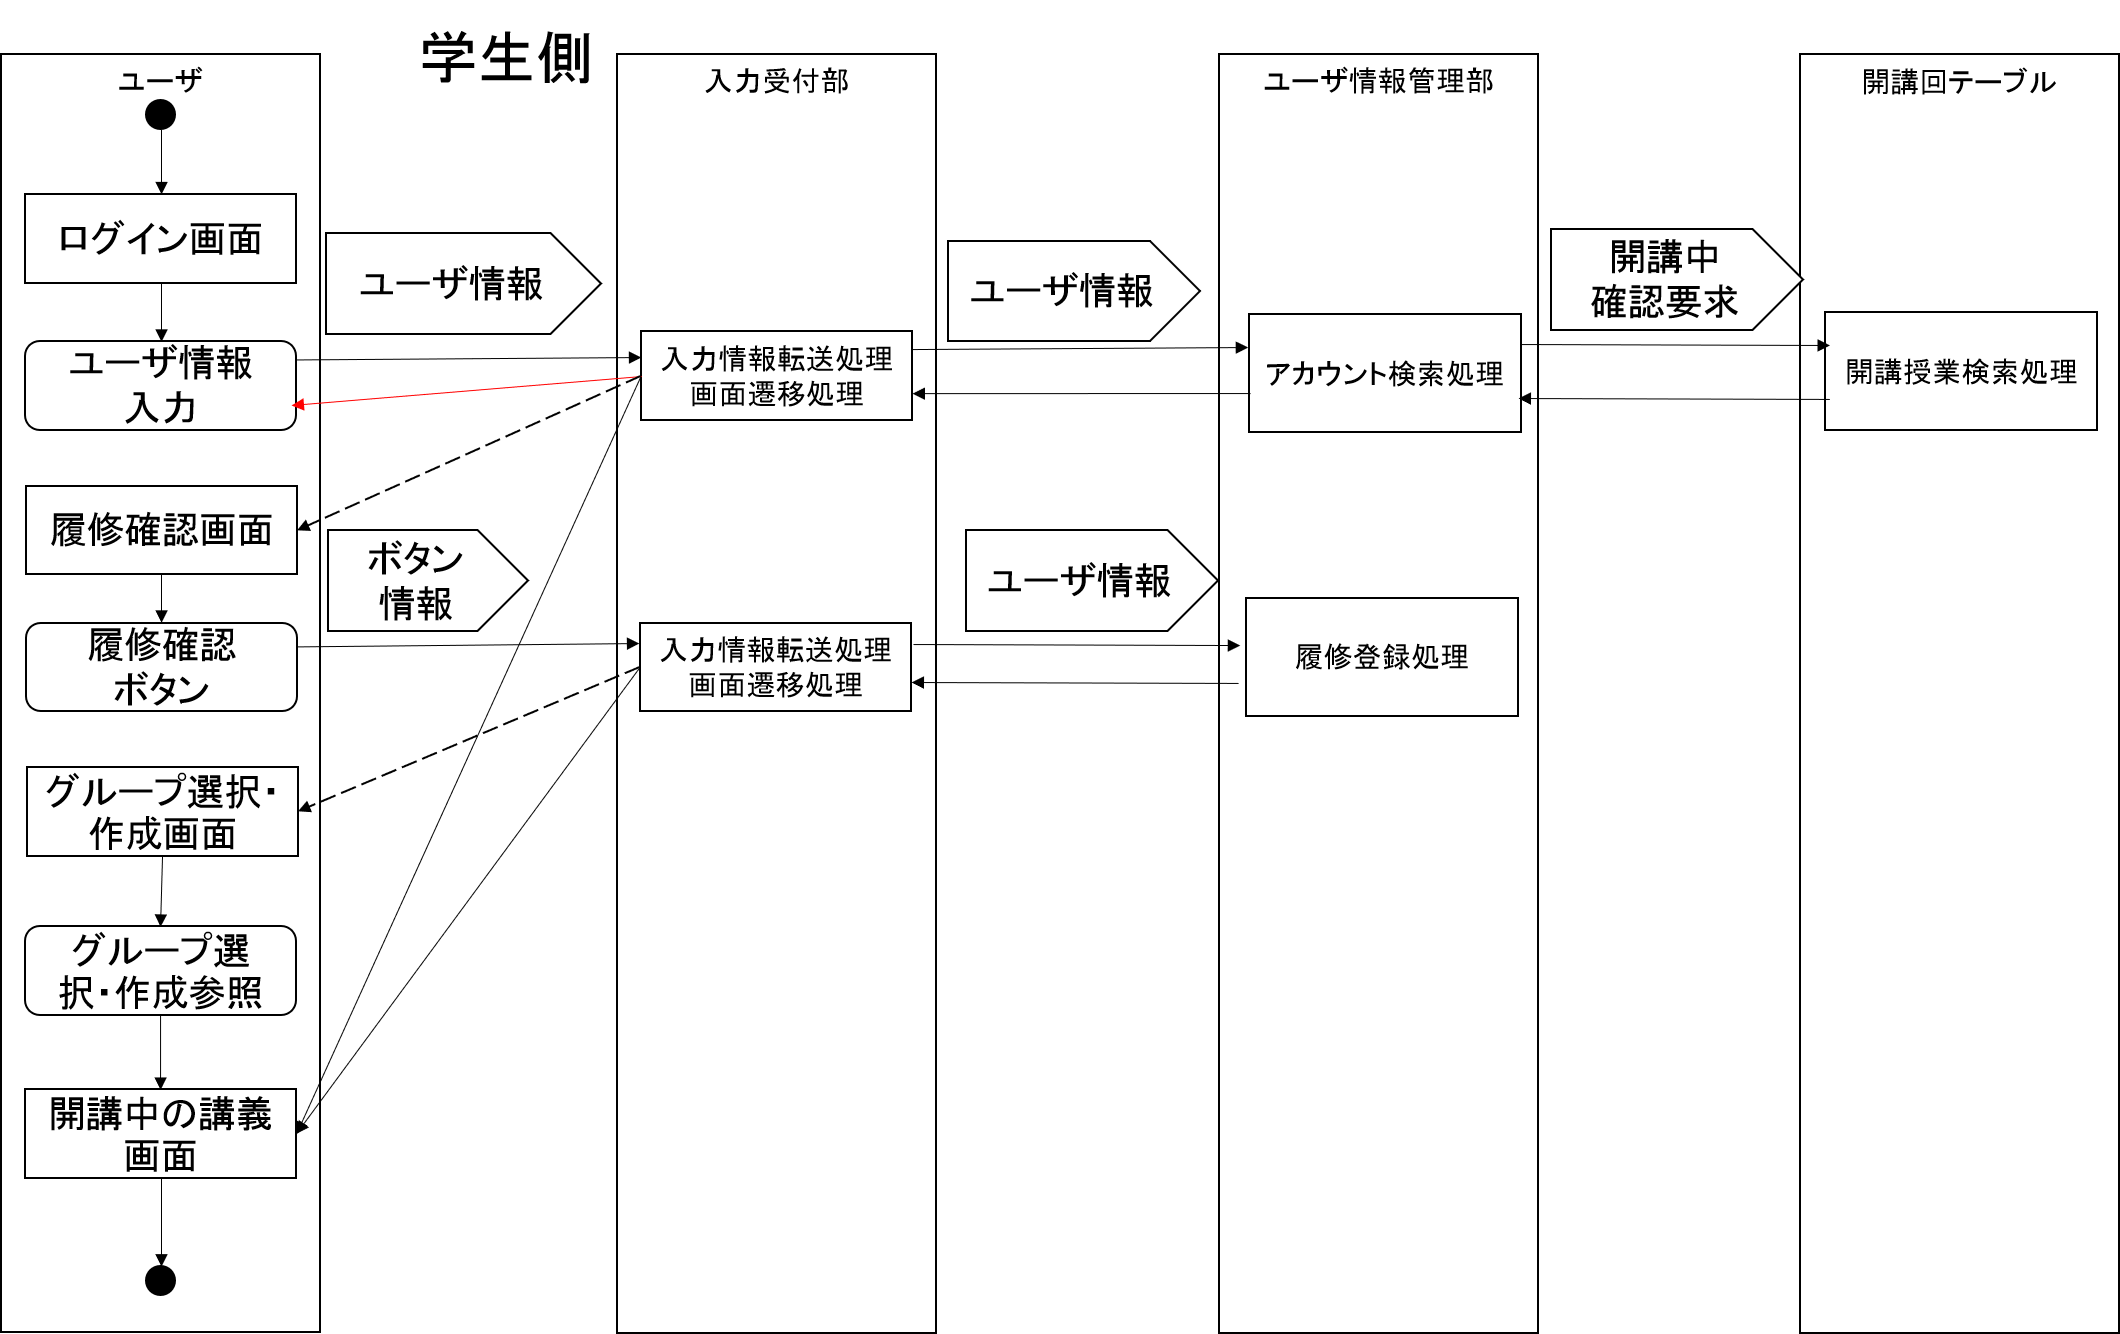 学生側
ユーザ
ログイン画面
ユーザ情報
入力
履修確認画面
履修確認
ボタン
グループ選択・
作成画面
グループ選
択・作成参照
開講中の講義
画面
ユーザ情報
ボタン
情報
入力受付部
入力情報転送処理
画面遷移処理
入力情報転送処理
画面遷移処理
ユーザ情報
ユーザ情報
ユーザ情報管理部
アカウント検索処理
履修登録処理
開講中
確認要求
開講回テーブル
開講授業検索処理